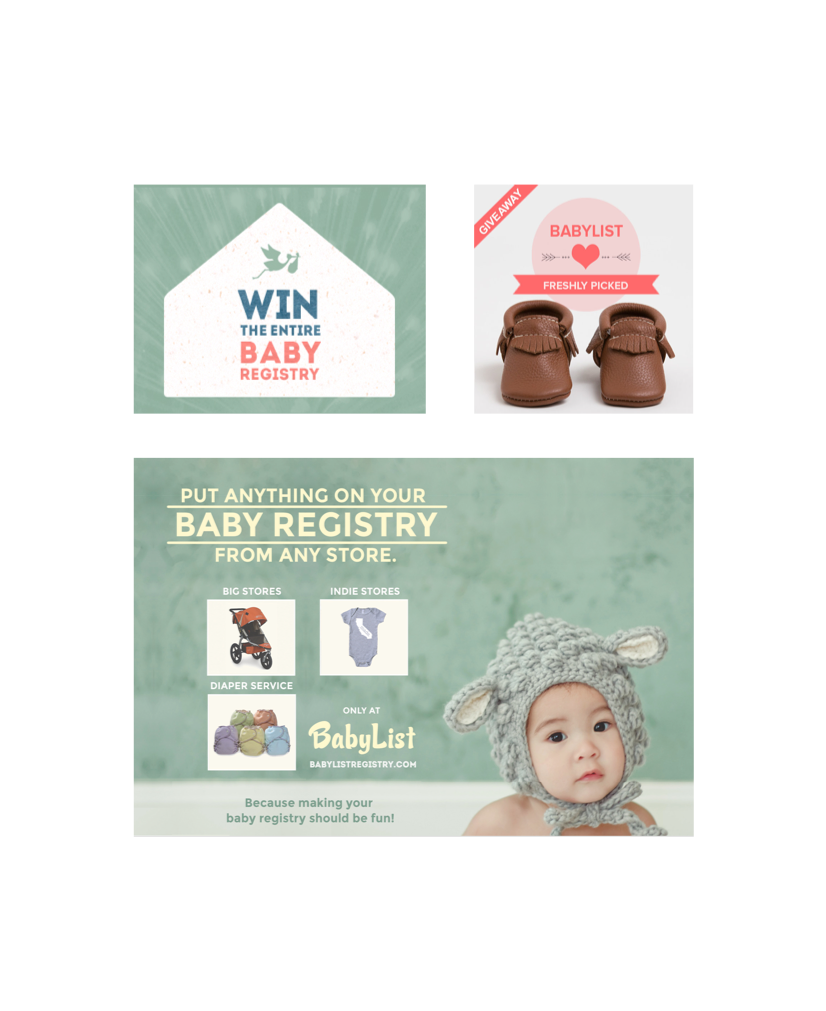 WIN
THE ENTIRE
BABY
REGISTRY
GIVEAWAY
BABYLIST
FRESHLY PICKED
PUT ANYTHING ON YOUR
BABY REGISTRY
FROM ANY STORE.
BIG STORES
INDIE STORES
DIAPER SERVICE
ONLY AT
BabyList
BABYLISTREGISTRY.COM
Because making your
baby registry should be fun!